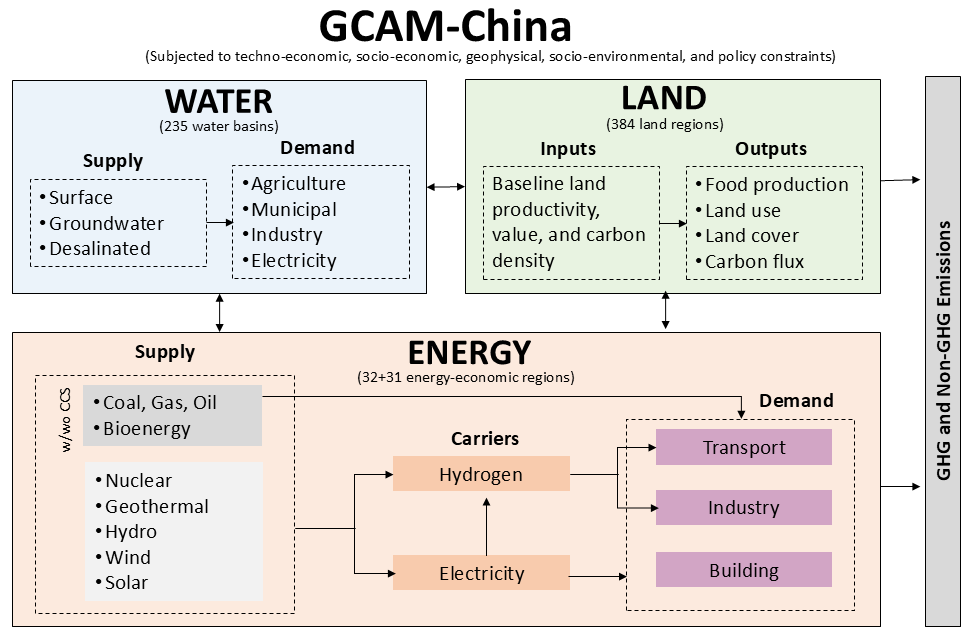 GCAM-China
(Subjected to techno-economic, socio-economic, geophysical, socio-environmental, and policy constraints)
WATER
(235 water basins)
Supply
• Surface
• Groundwater
• Desalinated
Demand
• Agriculture
• Municipal
• Industry
• Electricity
LAND
(384 land regions)
Inputs
Baseline land
productivity,
value, and carbon
density
Outputs
• Food production
• Land use
• Land cover
• Carbon flux
ENERGY
(32+31 energy-economic regions)
Supply
w/wo CCS
• Coal, Gas, Oil
• Bioenergy
• Nuclear
• Geothermal
• Hydro
• Wind
• Solar
Carriers
Hydrogen
Electricity
Demand
Transport
Industry
Building
GHG and Non-GHG Emissions